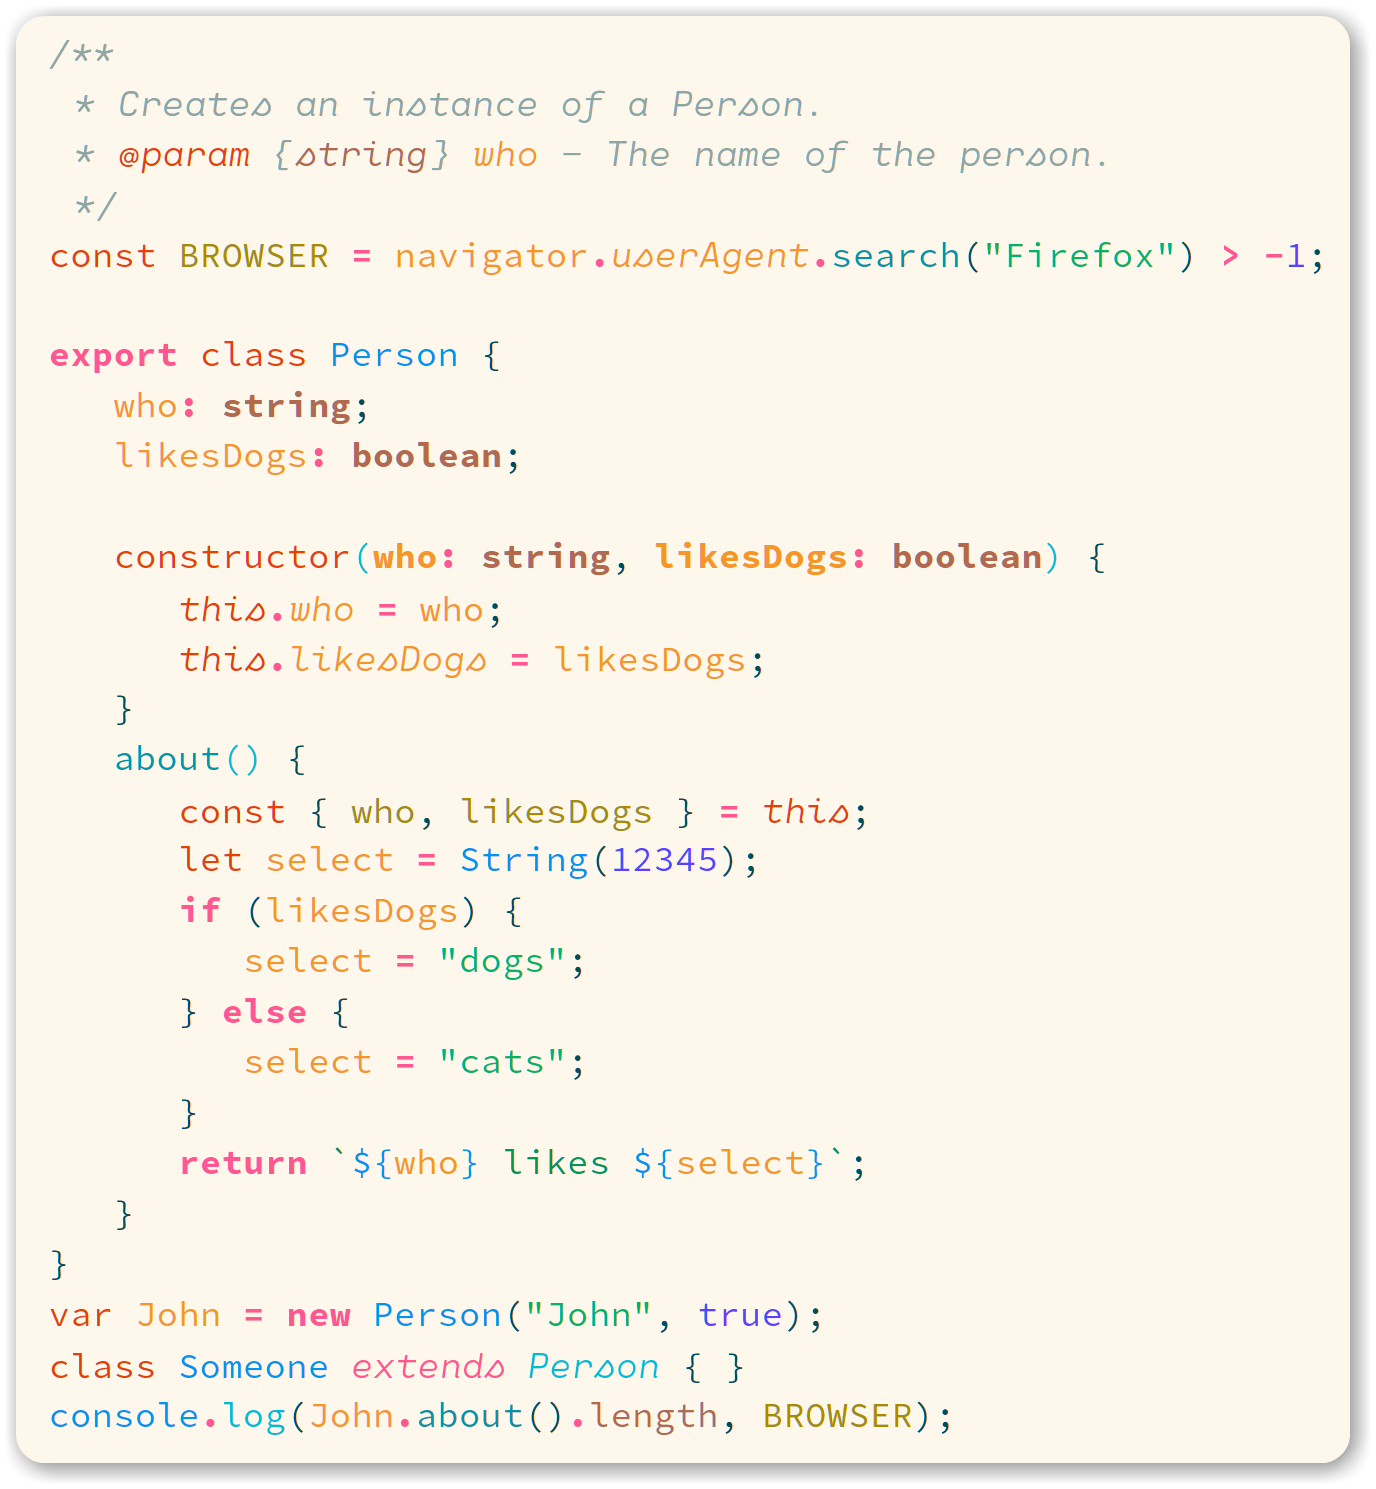 /**
 * Creates an instance of a Person.
 * @param {string} who - The name of the person.
 */
const BROWSER = navigator.userAgent.search("Firefox") > -1;

export class Person {
   who: string;
   likesDogs: boolean;

   constructor(who: string, likesDogs: boolean) {
      this.who = who;
      this.likesDogs = likesDogs;
   }
   about() {
      const { who, likesDogs } = this;
      let select = String(12345);
      if (likesDogs) {
         select = "dogs";
      } else {
         select = "cats";
      }
      return `${who} likes ${select}`;
   }
}
var John = new Person("John", true);
class Someone extends Person { }
console.log(John.about().length, BROWSER);